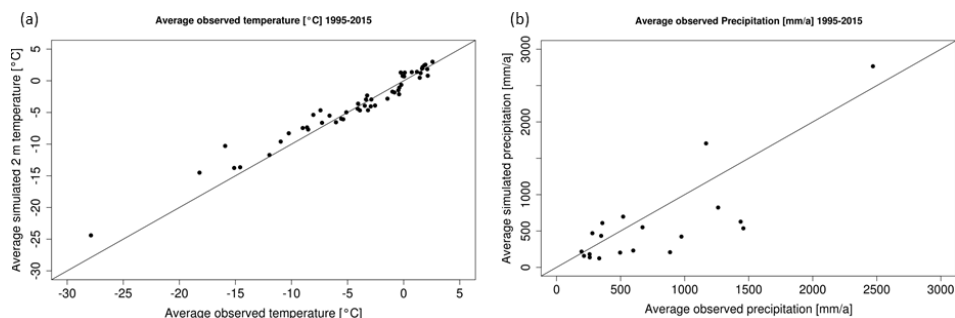 (a)
Average observed temperature [°C] 1995-2015
Average simulated 2 m temperature [°C]
5
0
-5
-10
-15
-20
-25
-30
-30 -25 -20 -15 -10 -5 0 5
Average observed temperature [°C]
(b)
Average observed Precipitation [mm/a] 1995-2015
Average simulated precipitation [mm/a]
3000
2000
1000
500
0
0 500 1000 1500 2000 2500 3000
Average observed precipitation [mm/a]